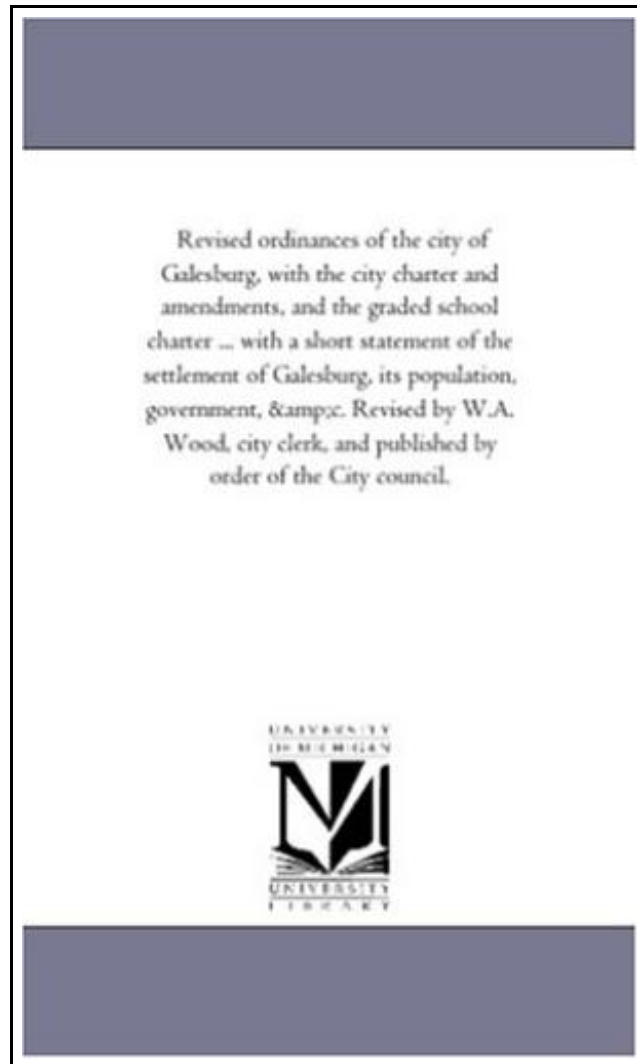 Revised ordinances of the city of
Galesburg, with the city charter and
amendments, and the graded school
charter ... with a short statement of the
settlement of Galesburg, its population,
government, &amp;c. Revised by W.A.
Wood, city clerk, and published by
order of the City council.
UNIVERSITY
OF MICHIGAN
UNIVERSITY
LIBRARY